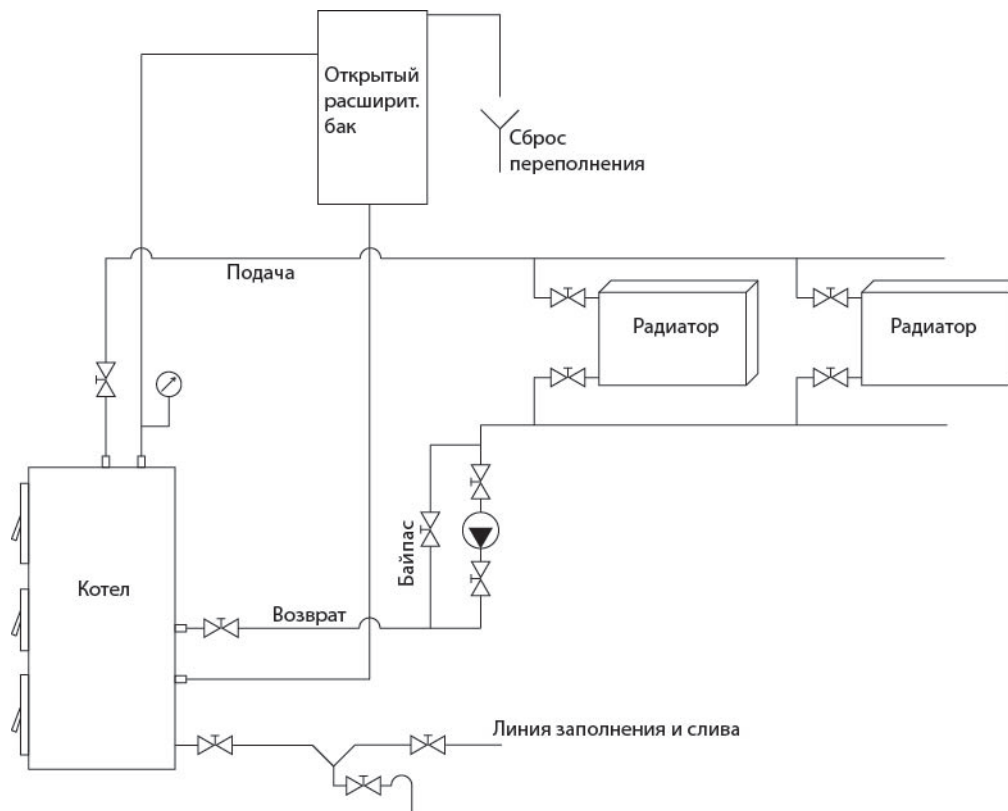 Открытый
расширит.
бак
Сброс
переполнения
Подача
Радиатор
Радиатор
Байпас
Котел
Возврат
Линия заполнения и слива